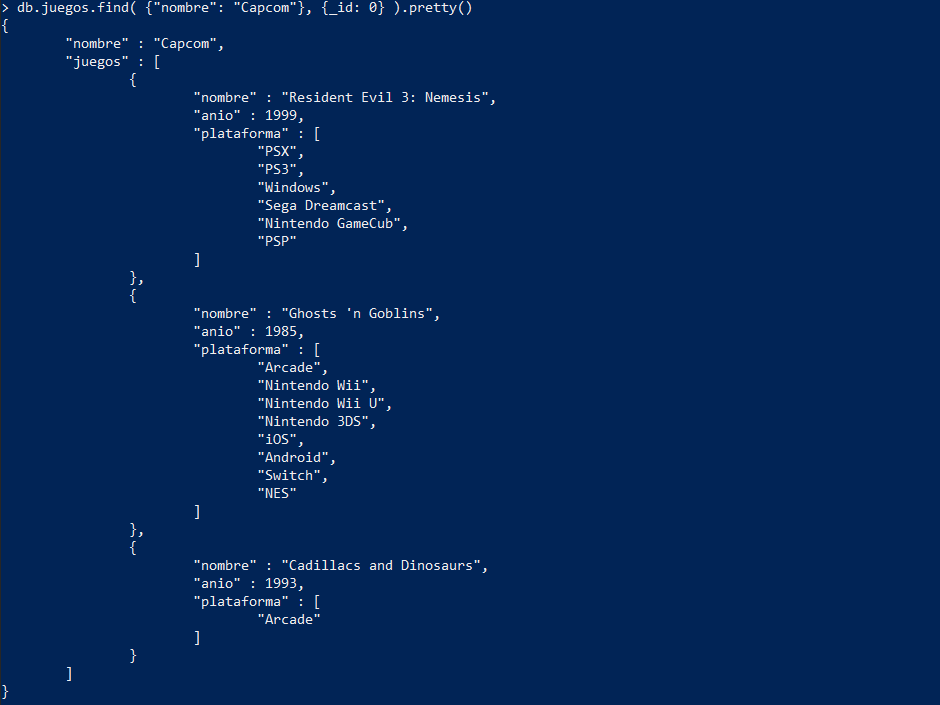 > db.juegos.find( {"nombre": "Capcom"}, {_id: 0} ).pretty()
{
        "nombre" : "Capcom",
        "juegos" : [
                {
                        "nombre" : "Resident Evil 3: Nemesis",
                        "anio" : 1999,
                        "plataforma" : [
                                "PSX",
                                "PS3",
                                "Windows",
                                "Sega Dreamcast",
                                "Nintendo GameCub",
                                "PSP"
                        ]
                },
                {
                        "nombre" : "Ghosts 'n Goblins",
                        "anio" : 1985,
                        "plataforma" : [
                                "Arcade",
                                "Nintendo Wii",
                                "Nintendo Wii U",
                                "Nintendo 3DS",
                                "iOS",
                                "Android",
                                "Switch",
                                "NES"
                        ]
                },
                {
                        "nombre" : "Cadillacs and Dinosaurs",
                        "anio" : 1993,
                        "plataforma" : [
                                "Arcade"
                        ]
                }
        ]
}